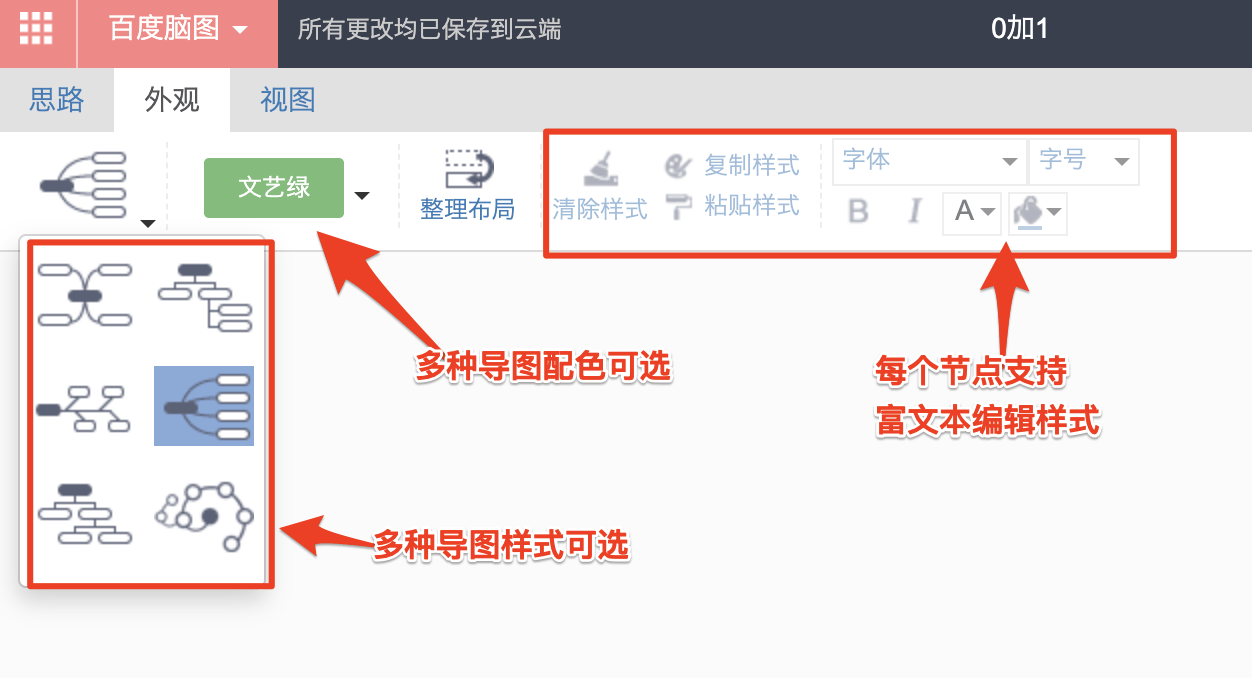 百度脑图
所有更改均已保存到云端
0加1
思路
外观
视图
文艺绿
整理布局
清除样式
复制样式
粘贴样式
字体
字号
B
I
A
多种导图配色可选
每个节点支持
富文本编辑样式
多种导图样式可选